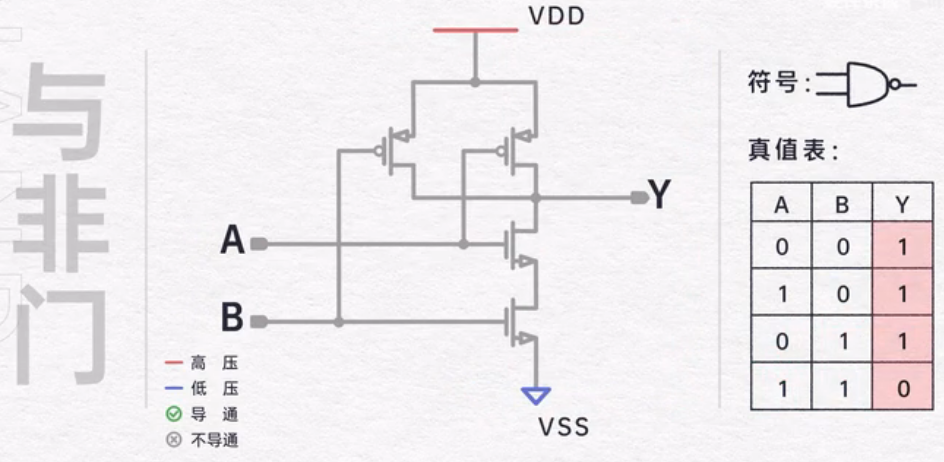 与
非
门
VDD
A
B
Y
VSS
高 压
低 压
导 通
不导通
符号:
真值表:
A B Y
0 0 1
1 0 1
0 1 1
1 1 0